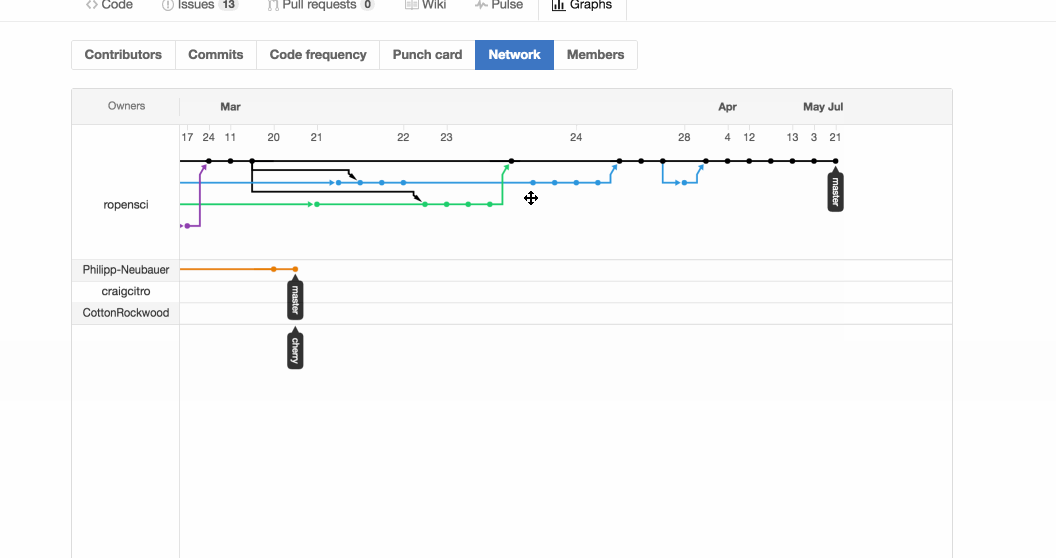 Code Issues 13 Pull requests 0 Wiki Pulse Graphs
Contributors Commits Code frequency Punch card Network Members
Owners Mar Apr May Jul
17 24 11 20 21 22 23 24 28 4 12 13 3 21
ropensci
master
Philipp-Neubauer
craigcitro
master
CottonRockwood
cherry